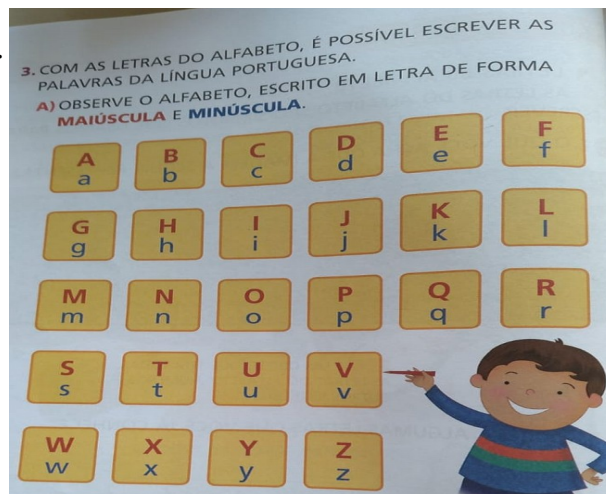 3. COM AS LETRAS DO ALFABETO, É POSSÍVEL ESCREVER AS
PALAVRAS DA LÍNGUA PORTUGUESA.
A) OBSERVE O ALFABETO, ESCRITO EM LETRA DE FORMA
MAIÚSCULA E MINÚSCULA.
A B C D E F
a b c d e f
G H I J K L
g h i j k l
M N O P Q R
m n o p q r
S T U V
s t u v
W X Y Z
w x y z